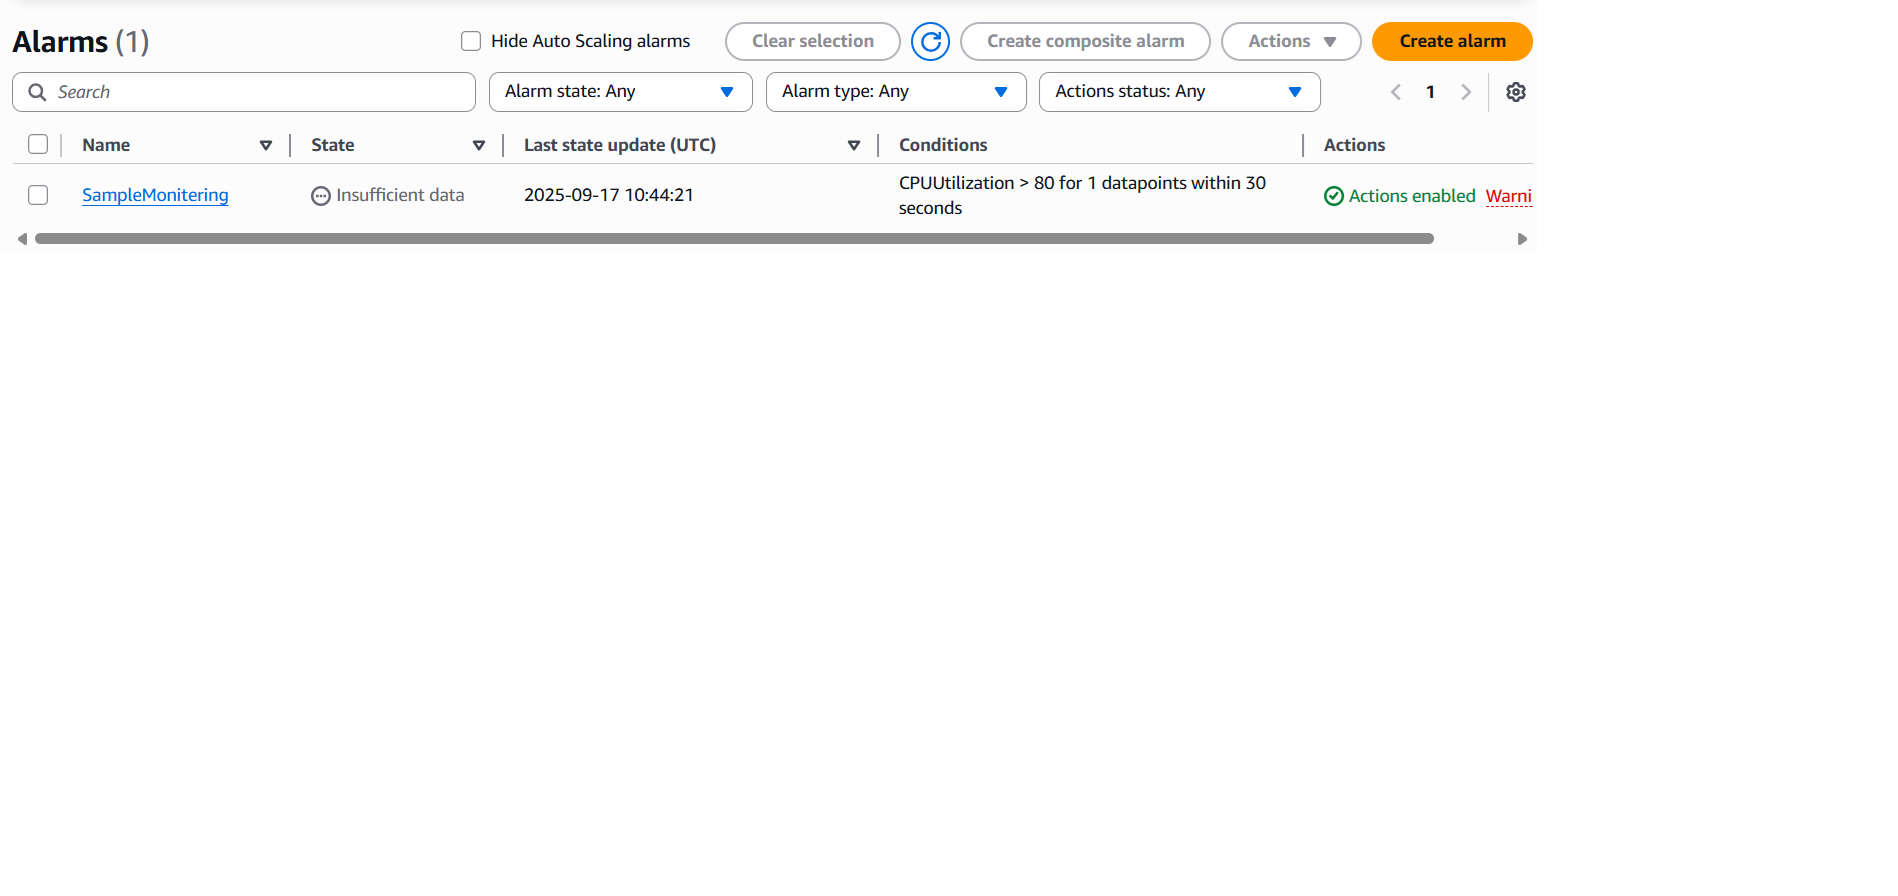 Alarms (1)
Hide Auto Scaling alarms
Clear selection
Create composite alarm
Actions
Create alarm
Search
Alarm state: Any
Alarm type: Any
Actions status: Any
1
Name
State
Last state update (UTC)
Conditions
Actions
SampleMonitering
Insufficient data
2025-09-17 10:44:21
CPUUtilization > 80 for 1 datapoints within 30
seconds
Actions enabled
Warni